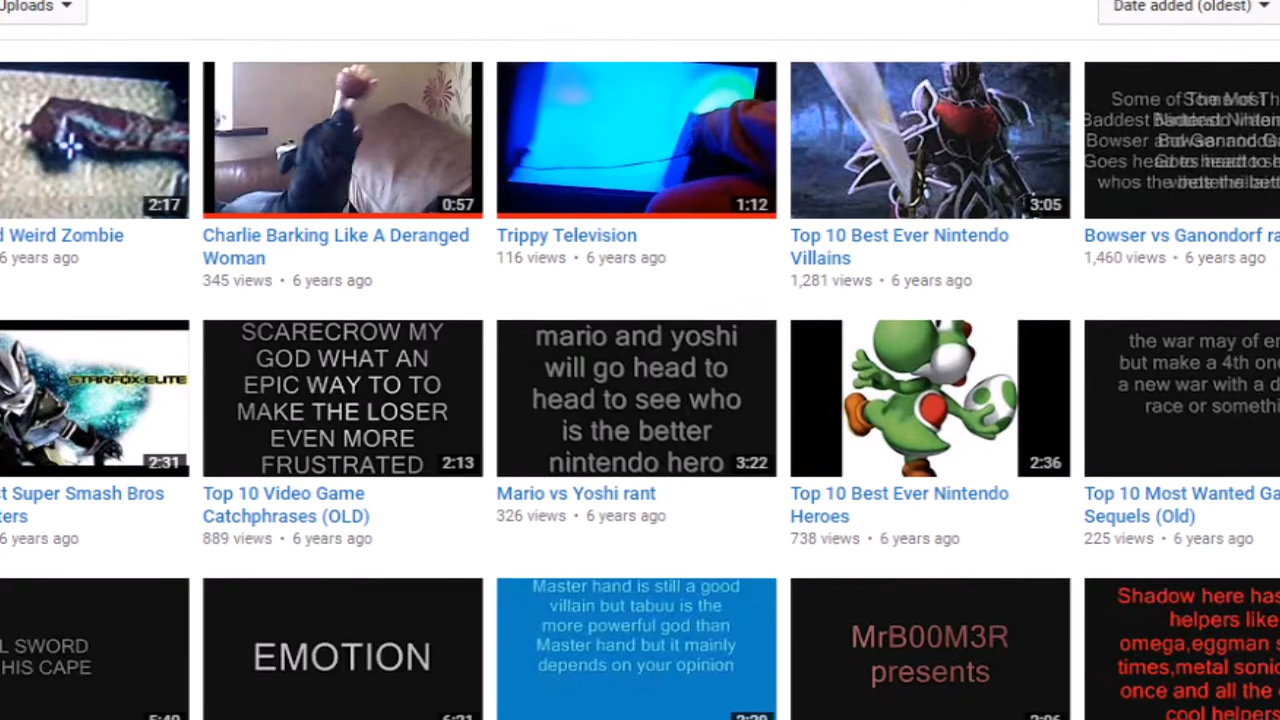 Uploads
Date added (oldest)
2:17
0:57
1:12
3:05
d Weird Zombie
6 years ago
Charlie Barking Like A Deranged
Woman
345 views • 6 years ago
Trippy Television
116 views • 6 years ago
Top 10 Best Ever Nintendo
Villains
1,281 views • 6 years ago
Bowser vs Ganondorf ra
1,460 views • 6 years ago
STARFOX:ELITE
2:31
SCARECROW MY
GOD WHAT AN
EPIC WAY TO TO
MAKE THE LOSER
EVEN MORE
FRUSTRATED
2:13
mario and yoshi
will go head to
head to see who
is the better
nintendo hero
3:22
2:36
the war may of en
but make a 4th one
a new war with a d
race or somethi
t Super Smash Bros
ters
6 years ago
Top 10 Video Game
Catchphrases (OLD)
889 views • 6 years ago
Mario vs Yoshi rant
326 views • 6 years ago
Top 10 Best Ever Nintendo
Heroes
738 views • 6 years ago
Top 10 Most Wanted Ga
Sequels (Old)
225 views • 6 years ago
L SWORD
HIS CAPE
EMOTION
Master hand is still a good
villain but tabuu is the
more powerful god than
Master hand but it mainly
depends on your opinion
MrB00M3R
presents
Shadow here has
helpers like
omega,eggman s
times,metal sonic
once and all the
cool helpers